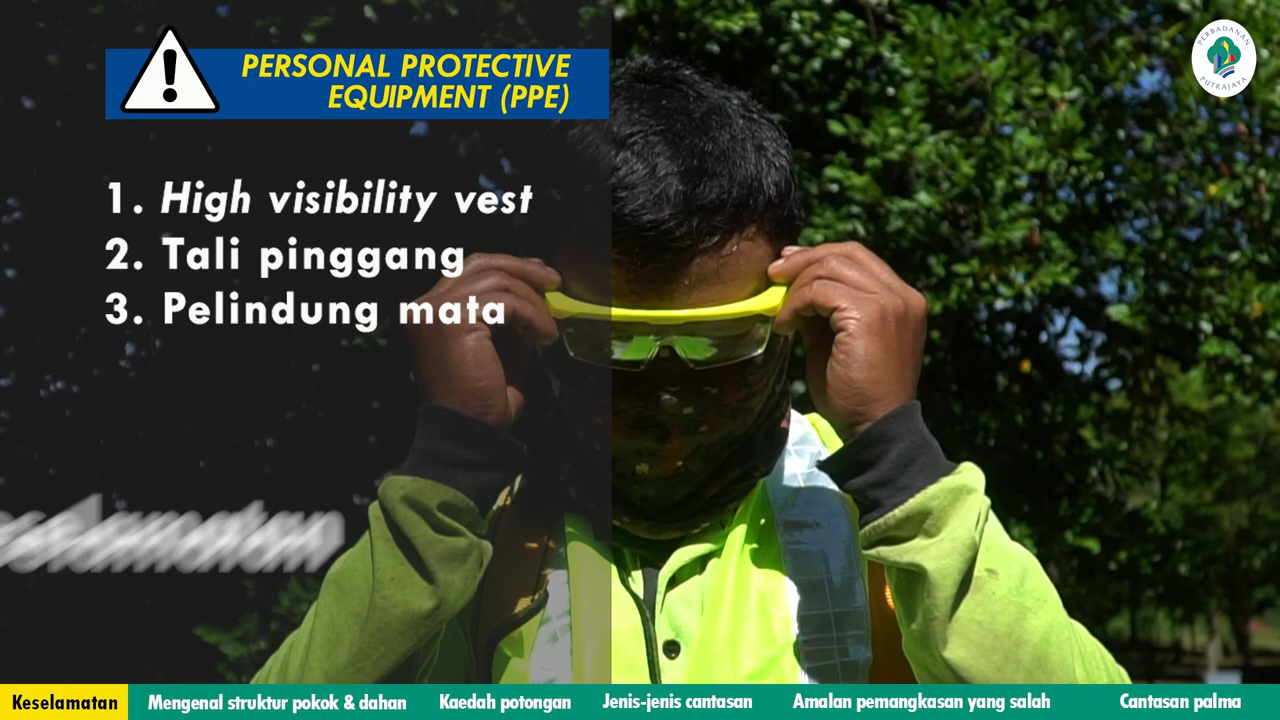 PERSONAL PROTECTIVE
EQUIPMENT (PPE)
PERBADANAN
PUTRAJAYA
1. High visibility vest
2. Tali pinggang
3. Pelindung mata
Keselamatan
Mengenal struktur pokok & dahan
Kaedah potongan
Jenis-jenis cantasan
Amalan pemangkasan yang salah
Cantasan palma